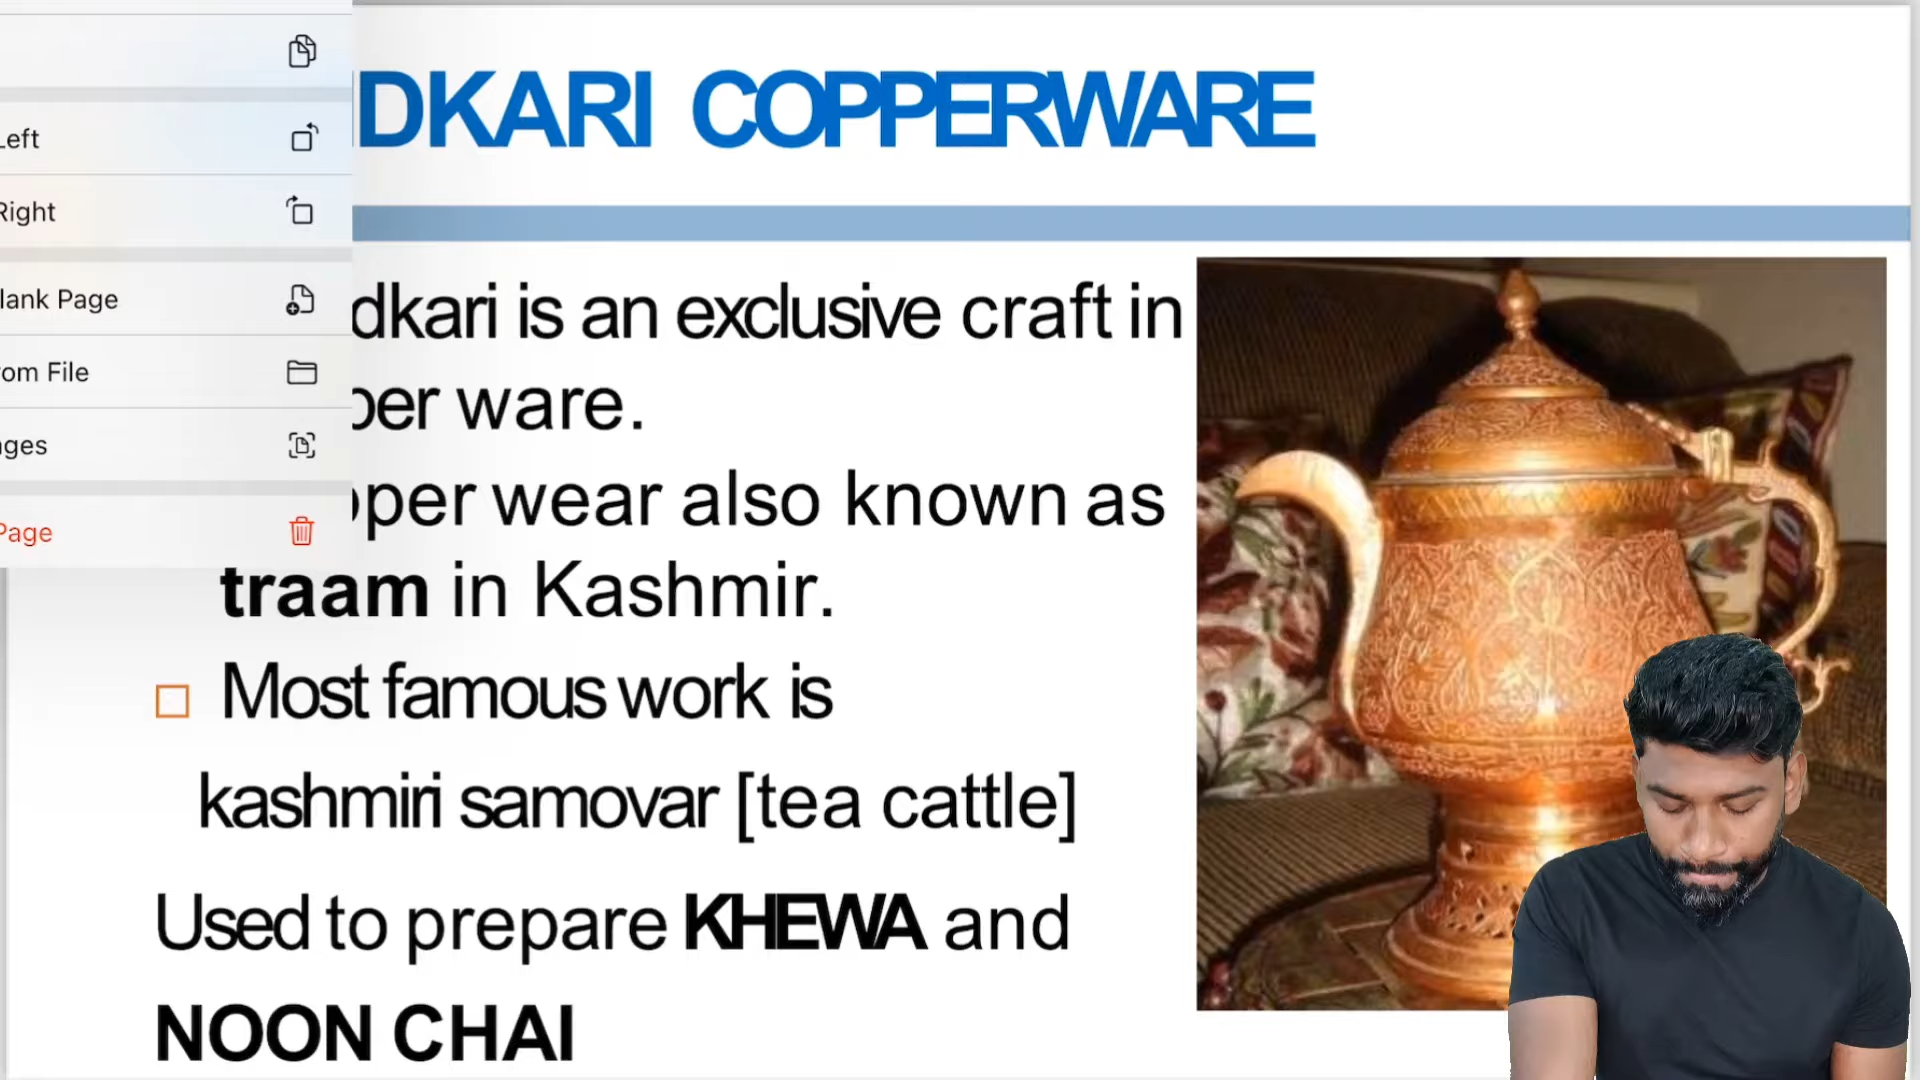 DKARI COPPERWARE
Left
Right
dkari is an exclusive craft in
lank Page
per ware.
om File
ges
pper wear also known as
Page
traam in Kashmir.
Most famous work is
kashmiri samovar [tea cattle]
Used to prepare KHEWA and
NOON CHAI